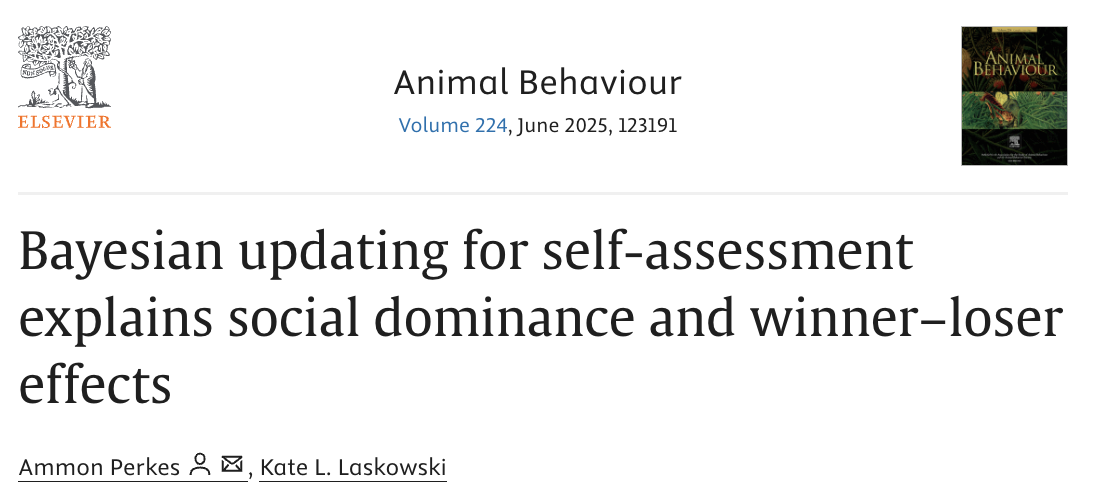 ELSEVIER
Animal Behaviour
Volume 224, June 2025, 123191
ANIMAL
BEHAVIOUR
Bayesian updating for self-assessment
explains social dominance and winner–loser
effects
Ammon Perkes, Kate L. Laskowski